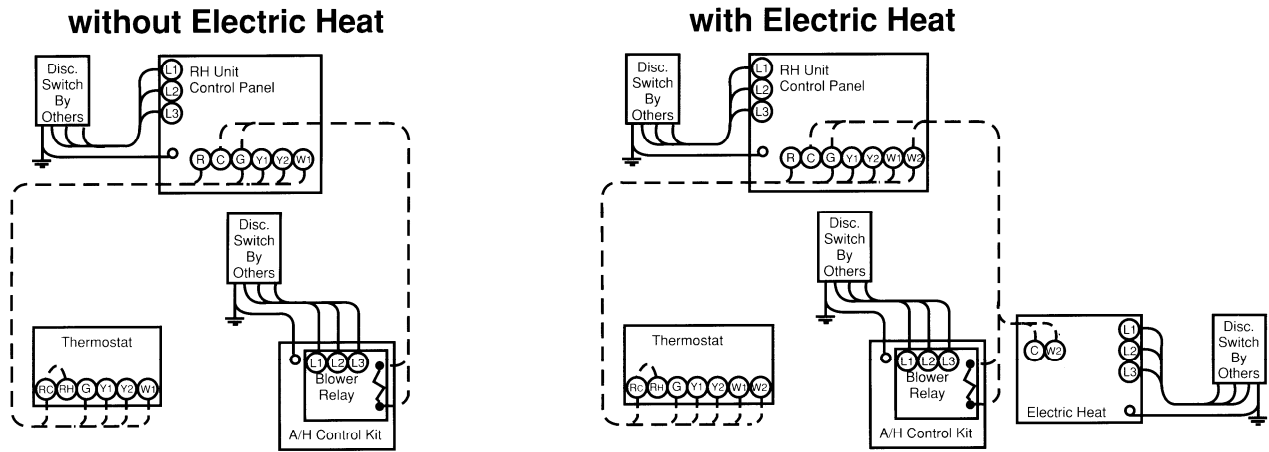 without Electric Heat
Disc.
Switch
By
Others
L1
L2
L3
RH Unit
Control Panel
R C G Y1 Y2 W1
Disc.
Switch
By
Others
Thermostat
RC RH G Y1 Y2 W1
L1 L2 L3
Blower
Relay
A/H Control Kit
with Electric Heat
Disc.
Switch
By
Others
L1
L2
L3
RH Unit
Control Panel
R C G Y1 Y2 W1 W2
Disc.
Switch
By
Others
Thermostat
RC RH G Y1 Y2 W1 W2
L1 L2 L3
Blower
Relay
A/H Control Kit
C W2
L1
L2
L3
Electric Heat
Disc.
Switch
By
Others